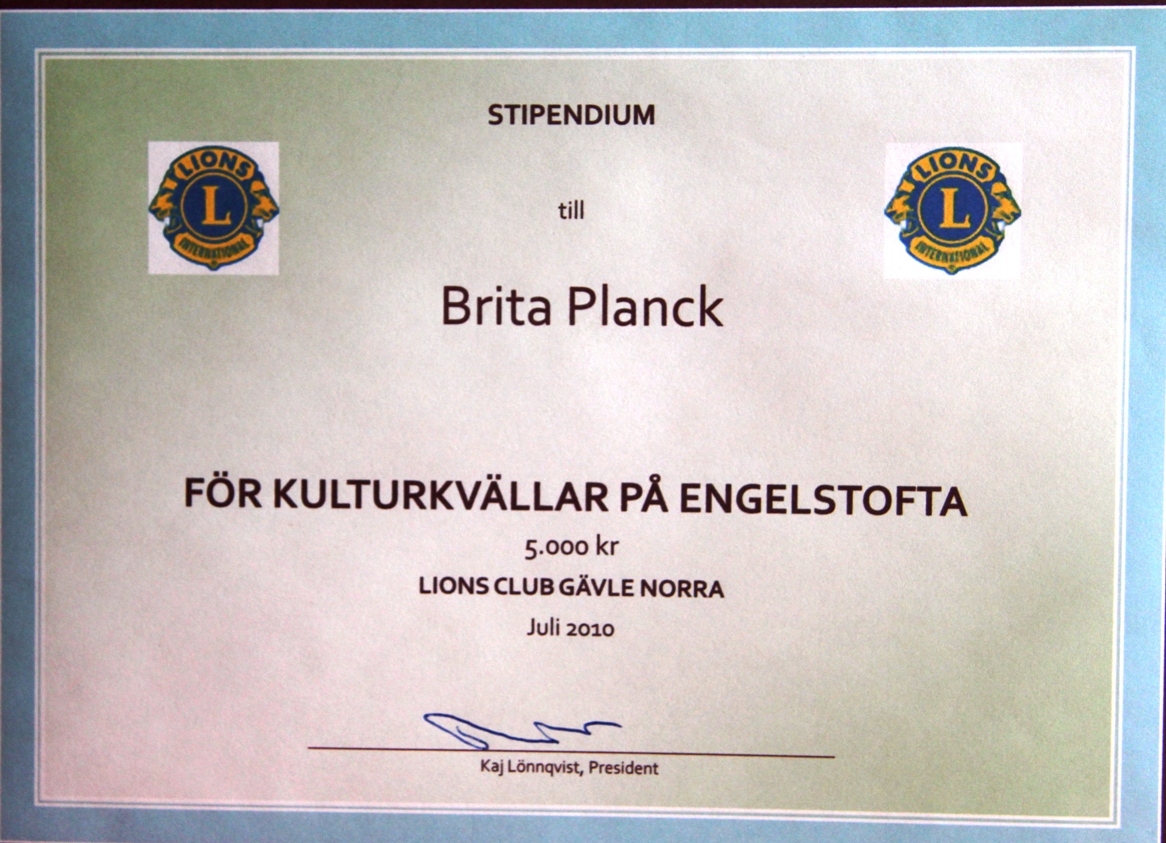 STIPENDIUM
LIONS
L
INTERNATIONAL
LIONS
L
INTERNATIONAL
till
Brita Planck
FÖR KULTURKVÄLLAR PÅ ENGELSTOFTA
5.000 kr
LIONS CLUB GÄVLE NORRA
Juli 2010
Kaj Lönnqvist, President